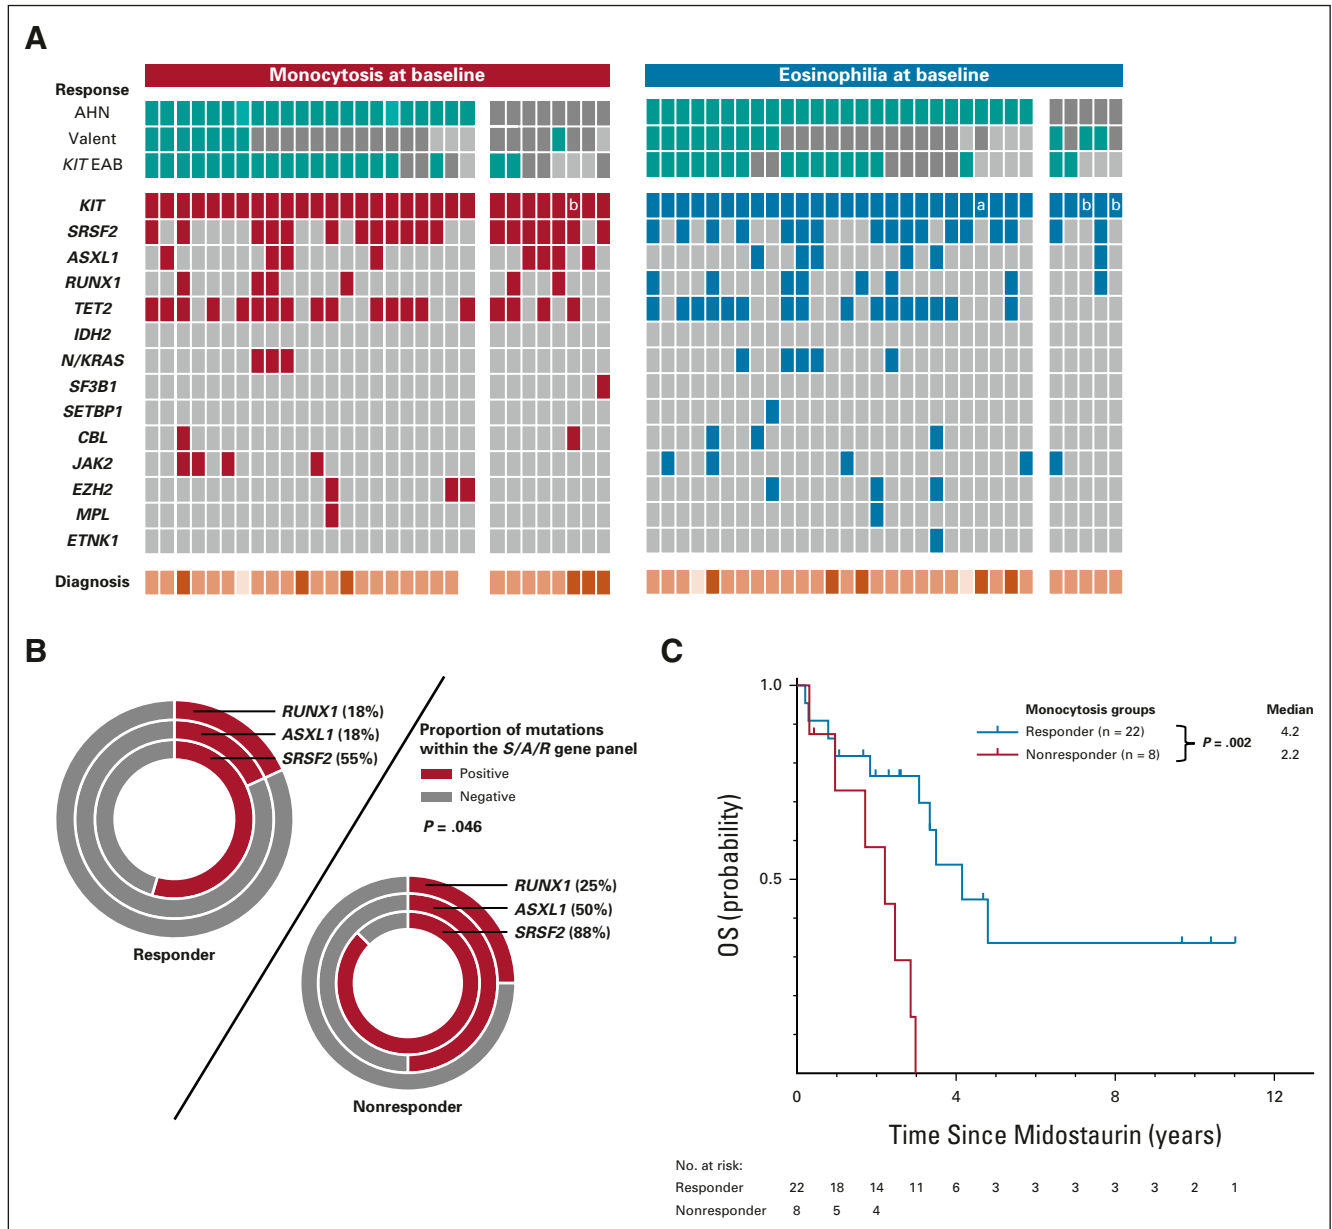 A
Monocytosis at baseline
Eosinophilia at baseline
Response
AHN
Valent
KIT EAB
KIT
b
a
b
b
SRSF2
ASXL1
RUNX1
TET2
IDH2
N/KRAS
SF3B1
SETBP1
CBL
JAK2
EZH2
MPL
ETNK1
Diagnosis
B
RUNX1 (18%)
ASXL1 (18%)
SRSF2 (55%)
Responder
Proportion of mutations
within the S/A/R gene panel
Positive
Negative
P = .046
RUNX1 (25%)
ASXL1 (50%)
SRSF2 (88%)
Nonresponder
C
1.0
0.5
OS (probability)
Monocytosis groups
Median
Responder (n = 22)
4.2
Nonresponder (n = 8)
2.2
P = .002
0 4 8 12
Time Since Midostaurin (years)
No. at risk:
Responder 22 18 14 11 6 3 3 3 3 3 2 1
Nonresponder 8 5 4